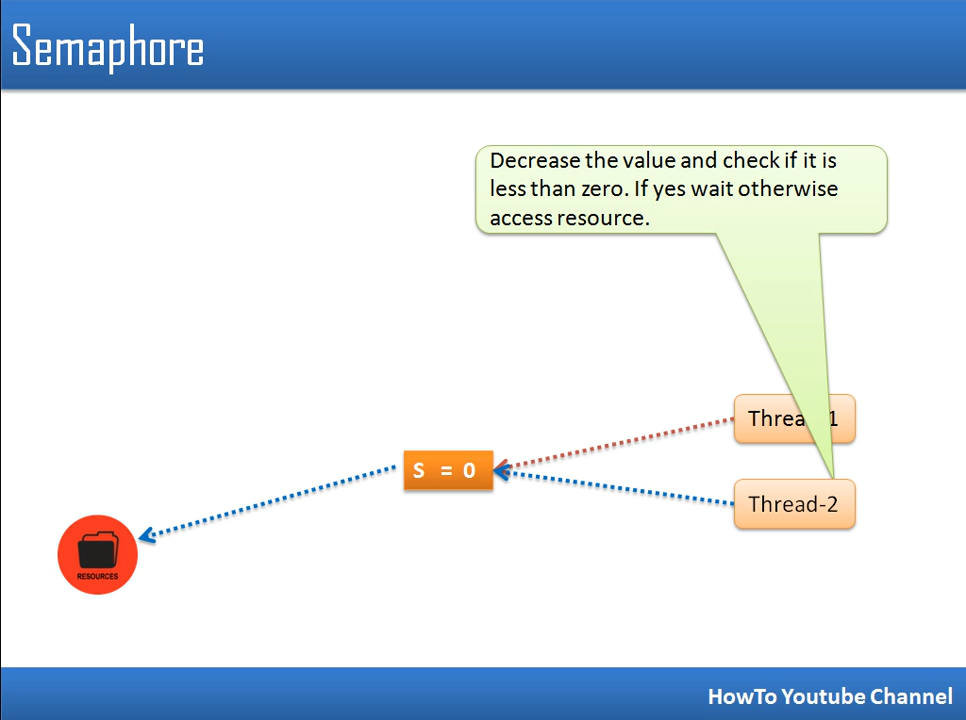 Semaphore
Decrease the value and check if it is
less than zero. If yes wait otherwise
access resource.
S = 0
Thread-2
RESOURCES
HowTo Youtube Channel